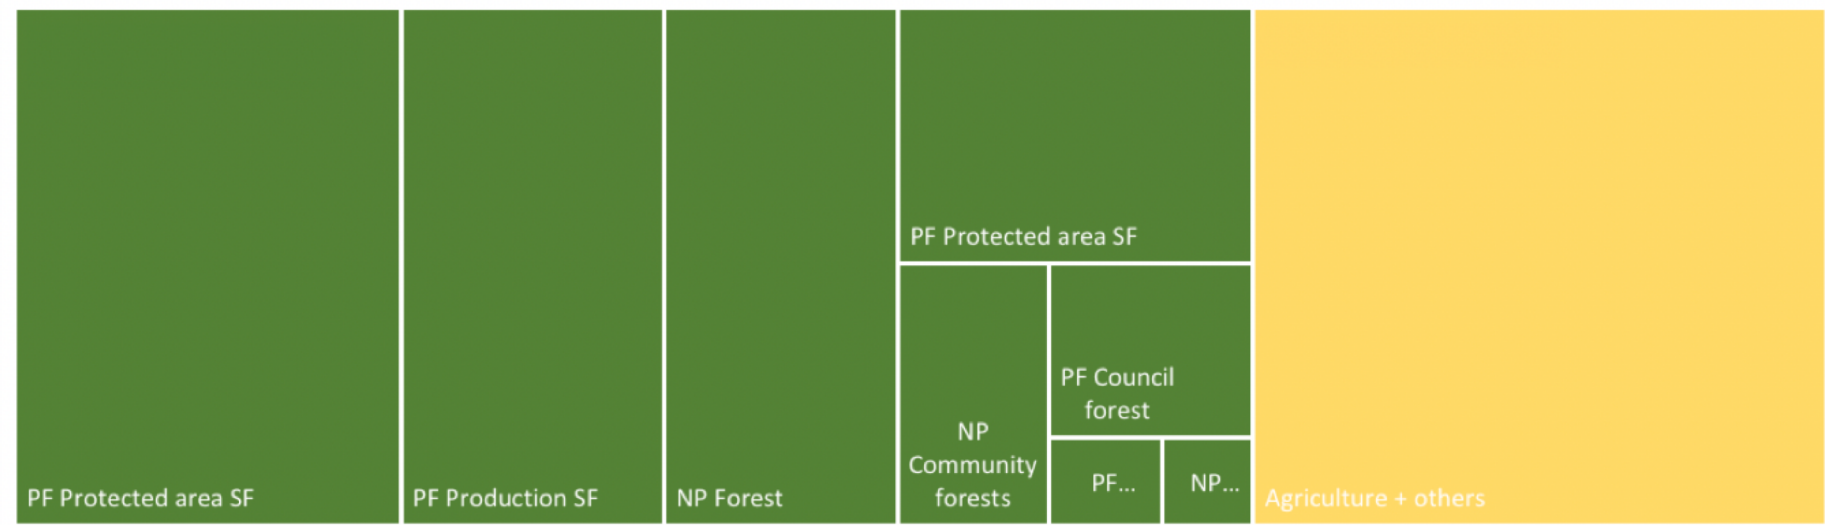 PF Protected area SF
PF Production SF
NP Forest
PF Protected area SF
NP
Community
forests
PF Council
forest
PF...
NP...
Agriculture + others